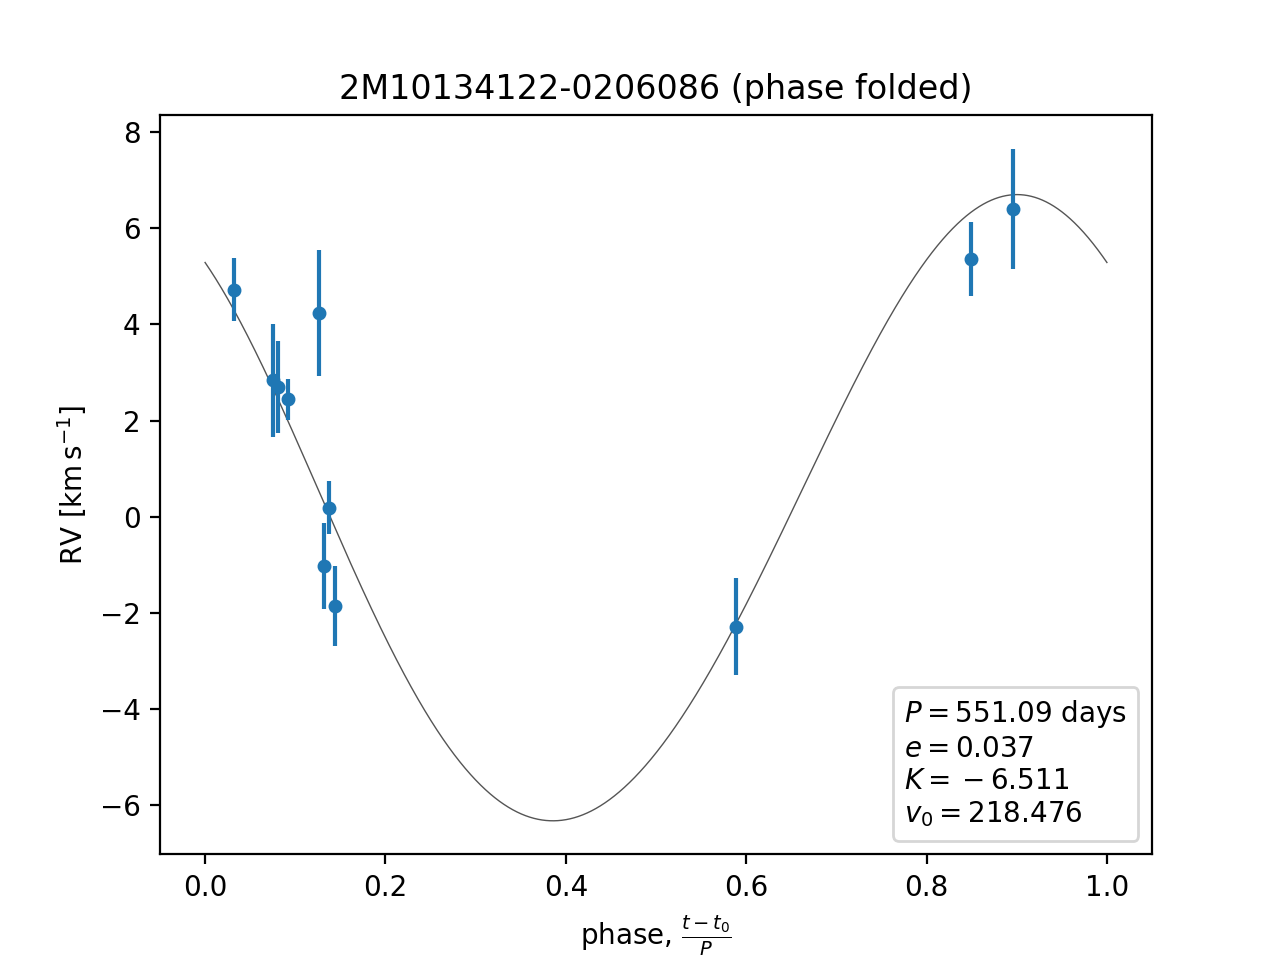 2M10134122-0206086 (phase folded)
8
6
4
2
0
−2
−4
−6
RV [km s⁻¹]
P = 551.09 days
e = 0.037
K = −6.511
v₀ = 218.476
0.0 0.2 0.4 0.6 0.8 1.0
phase, (t − t₀)/P